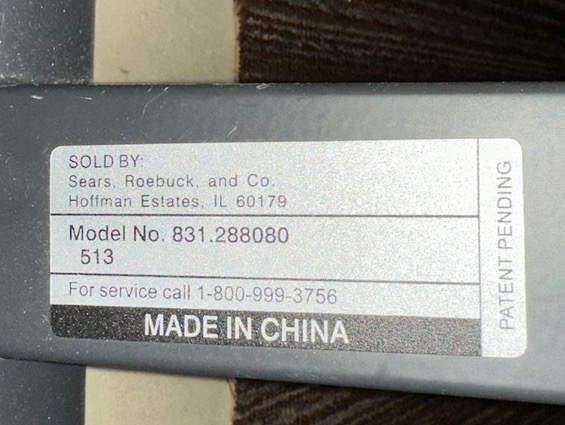 SOLD BY:
Sears, Roebuck, and Co.
Hoffman Estates, IL 60179
Model No. 831.288080
513
For service call 1-800-999-3756
MADE IN CHINA
PATENT PENDING